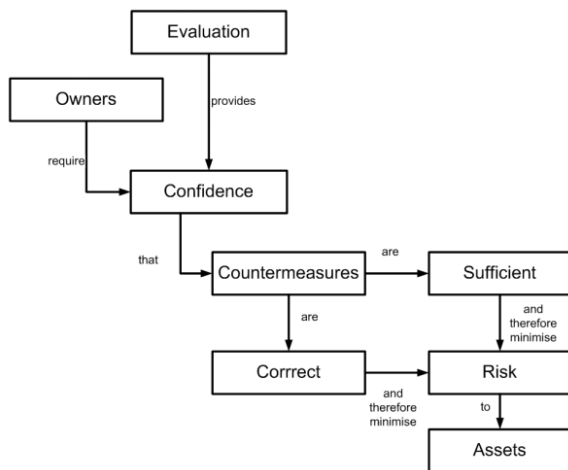 Evaluation
Owners
provides
require
Confidence
that
Countermeasures
are
Sufficient
are
and
therefore
minimise
Corrrect
and
therefore
minimise
Risk
to
Assets